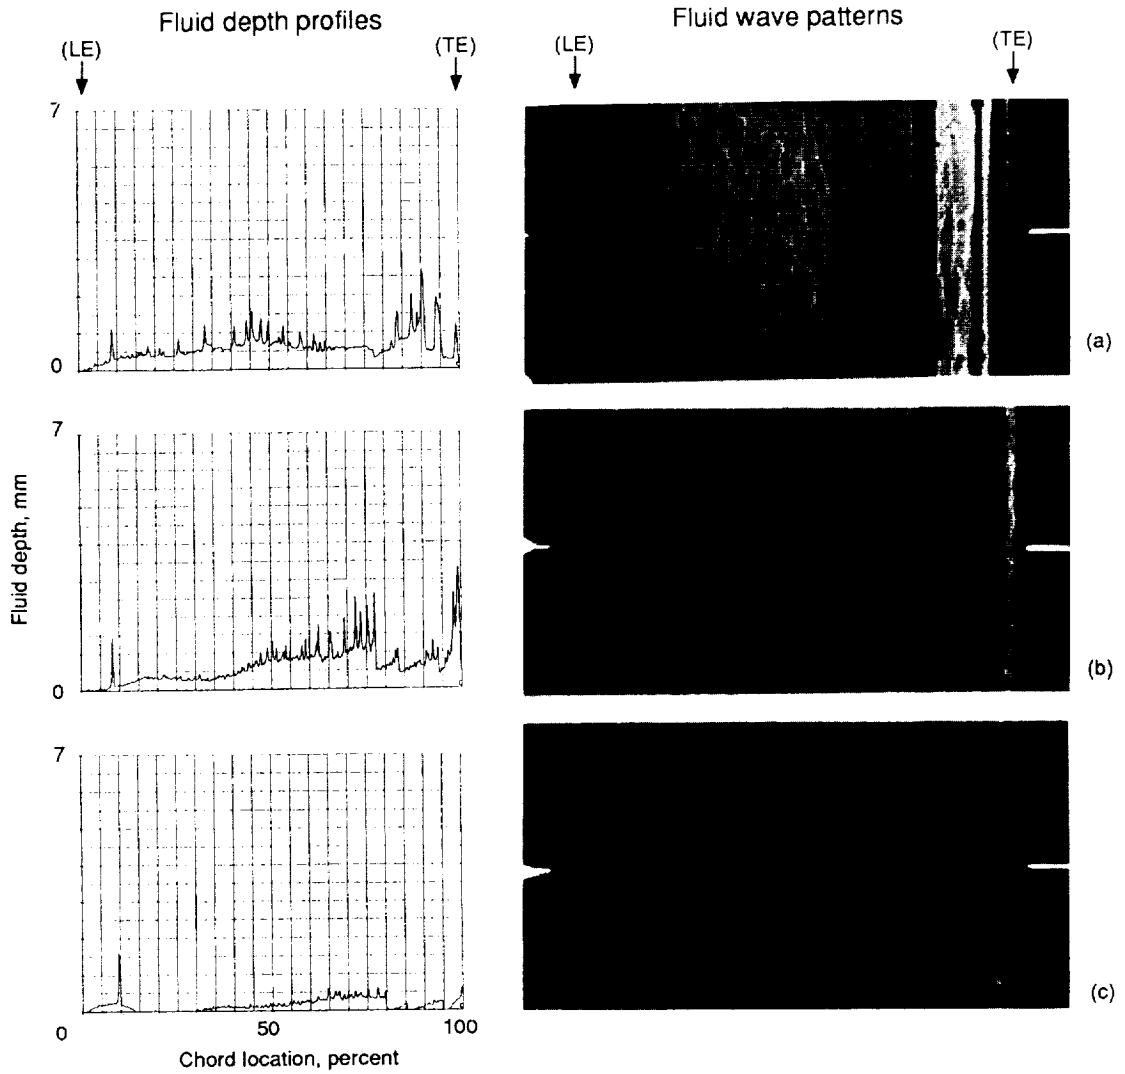 Fluid depth profiles
Fluid wave patterns
(LE)
(TE)
(LE)
(TE)
7
0
(a)
7
0
(b)
7
0
(c)
Fluid depth, mm
50
100
Chord location, percent